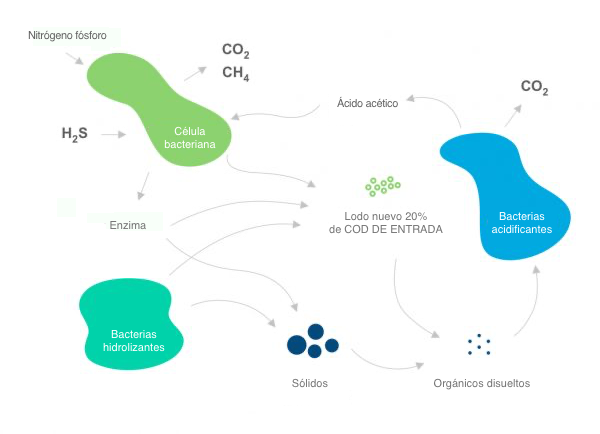 Nitrógeno fósforo
CO2
CH4
CO2
Ácido acético
H2S
Célula
bacteriana
Lodo nuevo 20%
de COD DE ENTRADA
Bacterias
acidificantes
Enzima
Bacterias
hidrolizantes
Sólidos
Orgánicos disueltos